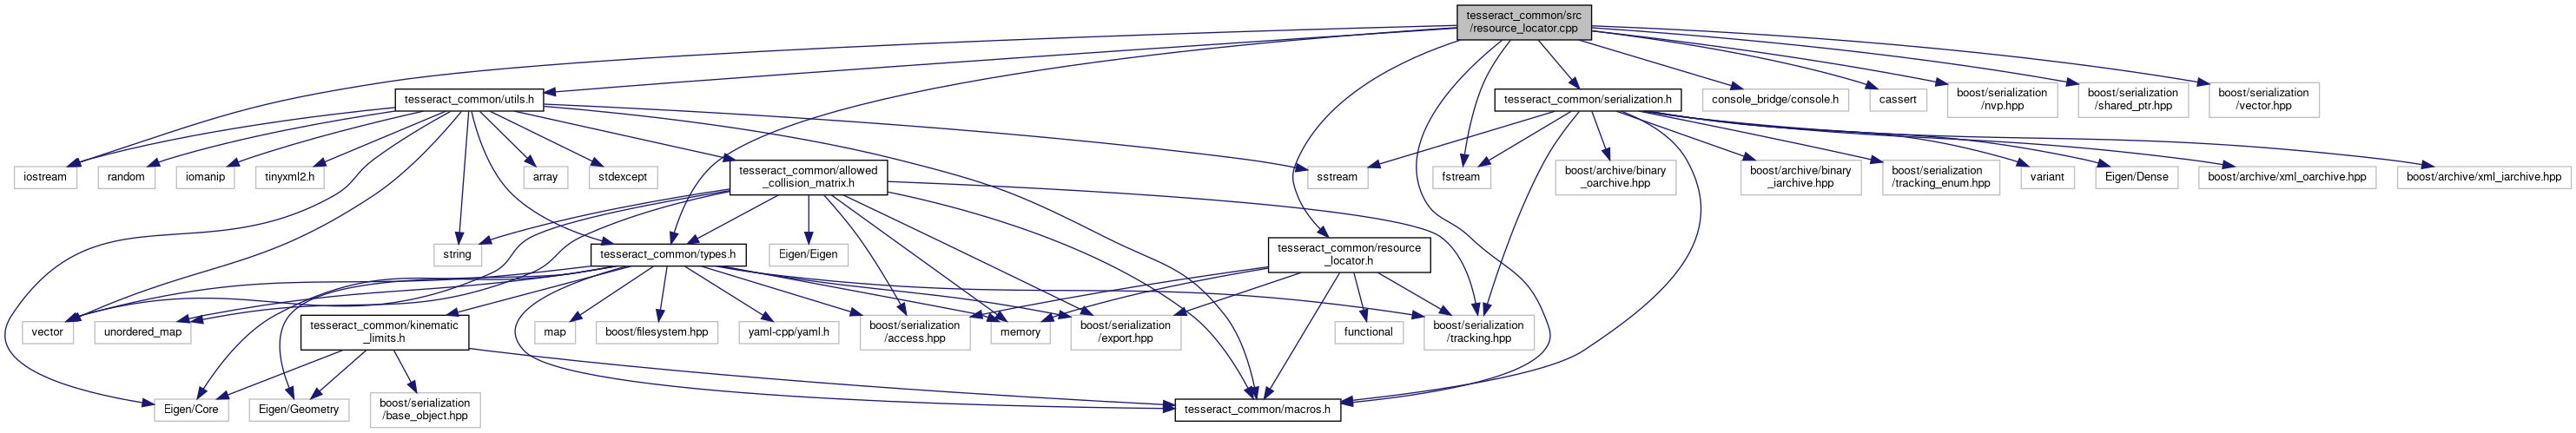 tesseract_common/src
/resource_locator.cpp
tesseract_common/utils.h
tesseract_common/serialization.h
console_bridge/console.h
cassert
boost/serialization
/nvp.hpp
boost/serialization
/shared_ptr.hpp
boost/serialization
/vector.hpp
iostream
random
iomanip
tinyxml2.h
array
stdexcept
tesseract_common/allowed
_collision_matrix.h
sstream
fstream
boost/archive/binary
_oarchive.hpp
boost/archive/binary
_iarchive.hpp
boost/serialization
/tracking_enum.hpp
variant
Eigen/Dense
boost/archive/xml_oarchive.hpp
boost/archive/xml_iarchive.hpp
string
tesseract_common/types.h
Eigen/Eigen
tesseract_common/resource
_locator.h
vector
unordered_map
tesseract_common/kinematic
_limits.h
map
boost/filesystem.hpp
yaml-cpp/yaml.h
boost/serialization
/access.hpp
memory
boost/serialization
/export.hpp
functional
boost/serialization
/tracking.hpp
Eigen/Core
Eigen/Geometry
boost/serialization
/base_object.hpp
tesseract_common/macros.h